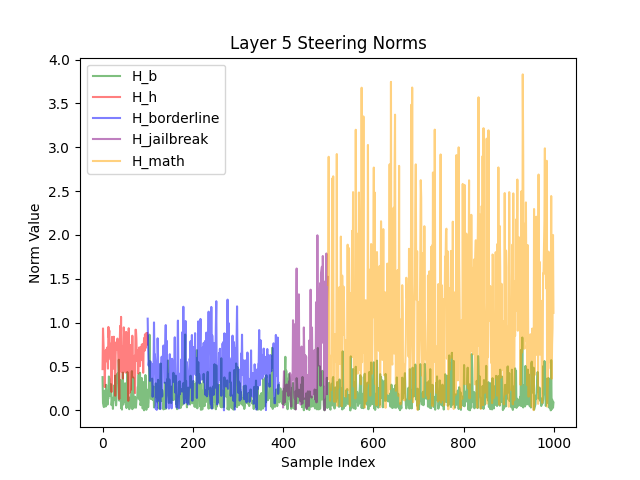 Layer 5 Steering Norms
4.0
3.5
3.0
2.5
2.0
1.5
1.0
0.5
0.0
Norm Value
H_b
H_h
H_borderline
H_jailbreak
H_math
0
200
400
600
800
1000
Sample Index